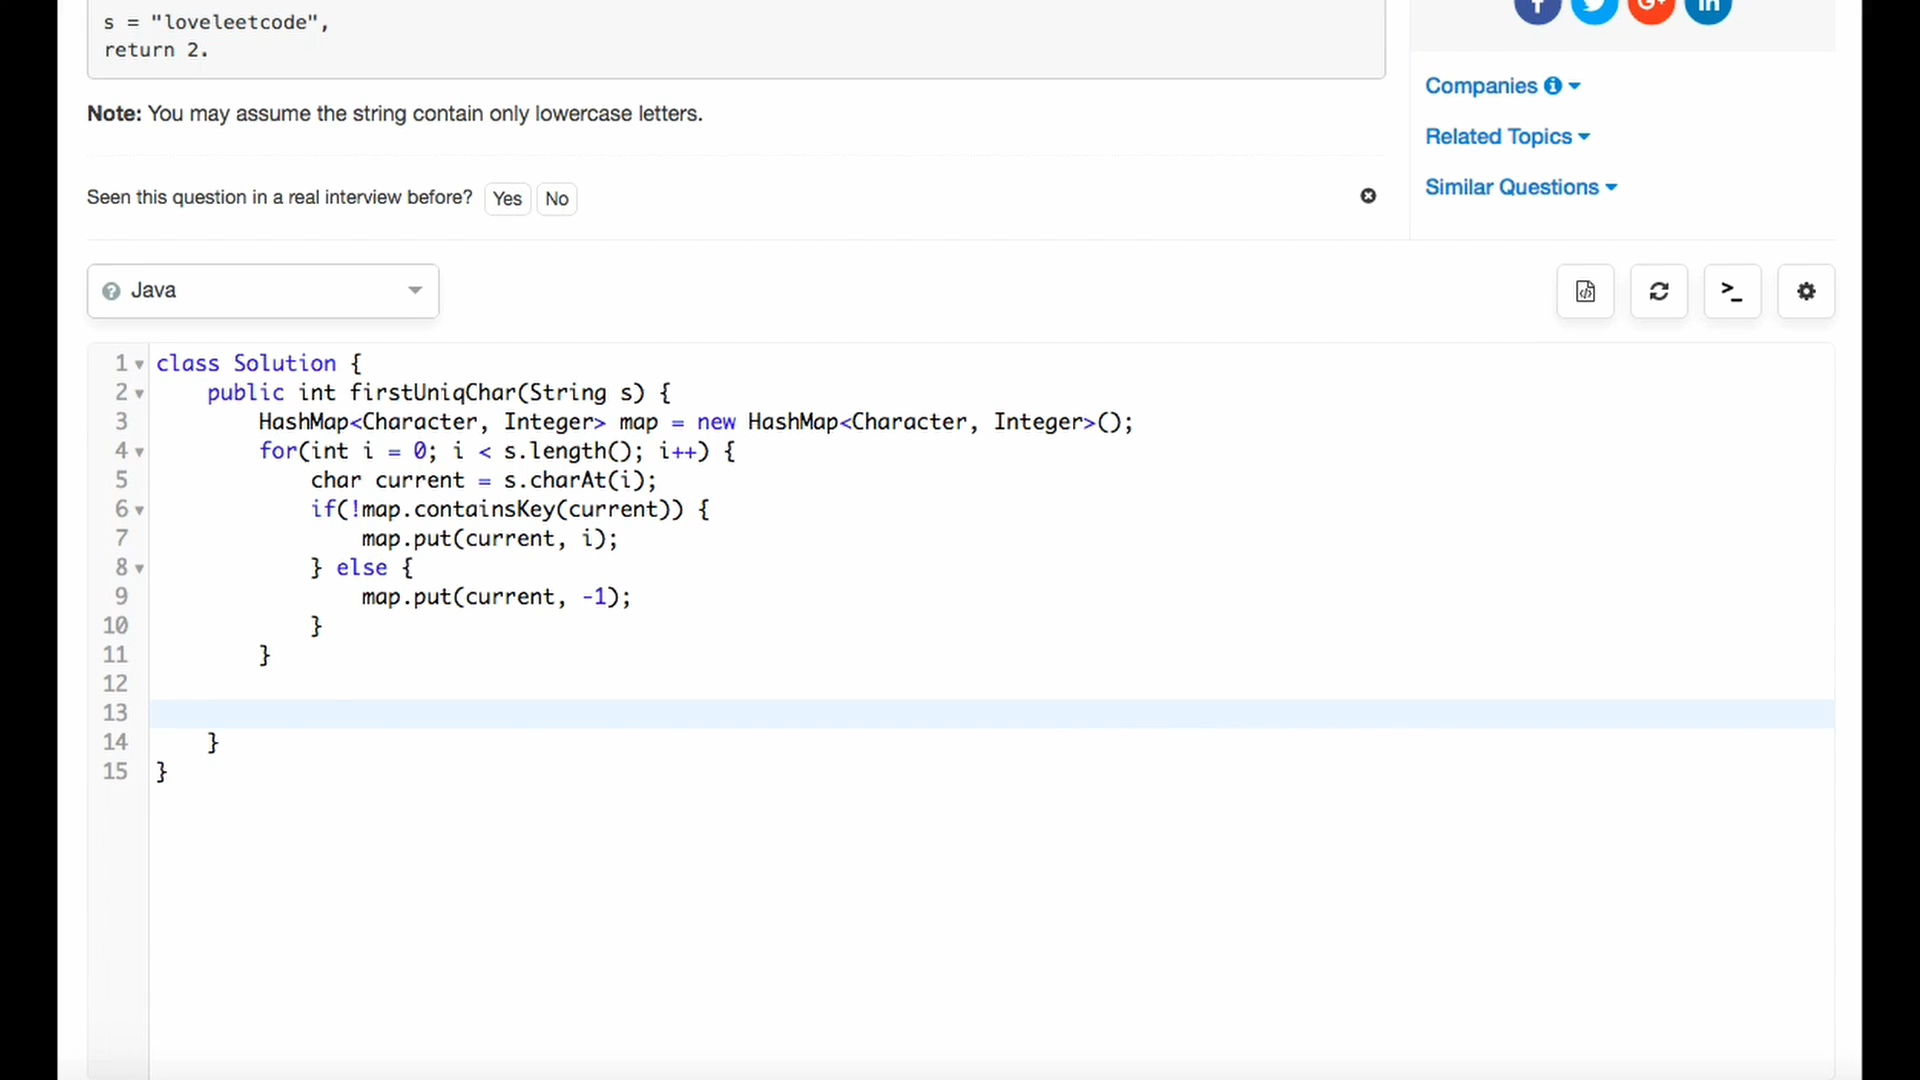 s = "loveleetcode",
return 2.
Note: You may assume the string contain only lowercase letters.
Seen this question in a real interview before? Yes No
Companies
Related Topics
Similar Questions
Java
>_
1 class Solution {
2 public int firstUniqChar(String s) {
3 HashMap<Character, Integer> map = new HashMap<Character, Integer>();
4 for(int i = 0; i < s.length(); i++) {
5 char current = s.charAt(i);
6 if(!map.containsKey(current)) {
7 map.put(current, i);
8 } else {
9 map.put(current, -1);
10 }
11 }
12
13
14 }
15 }